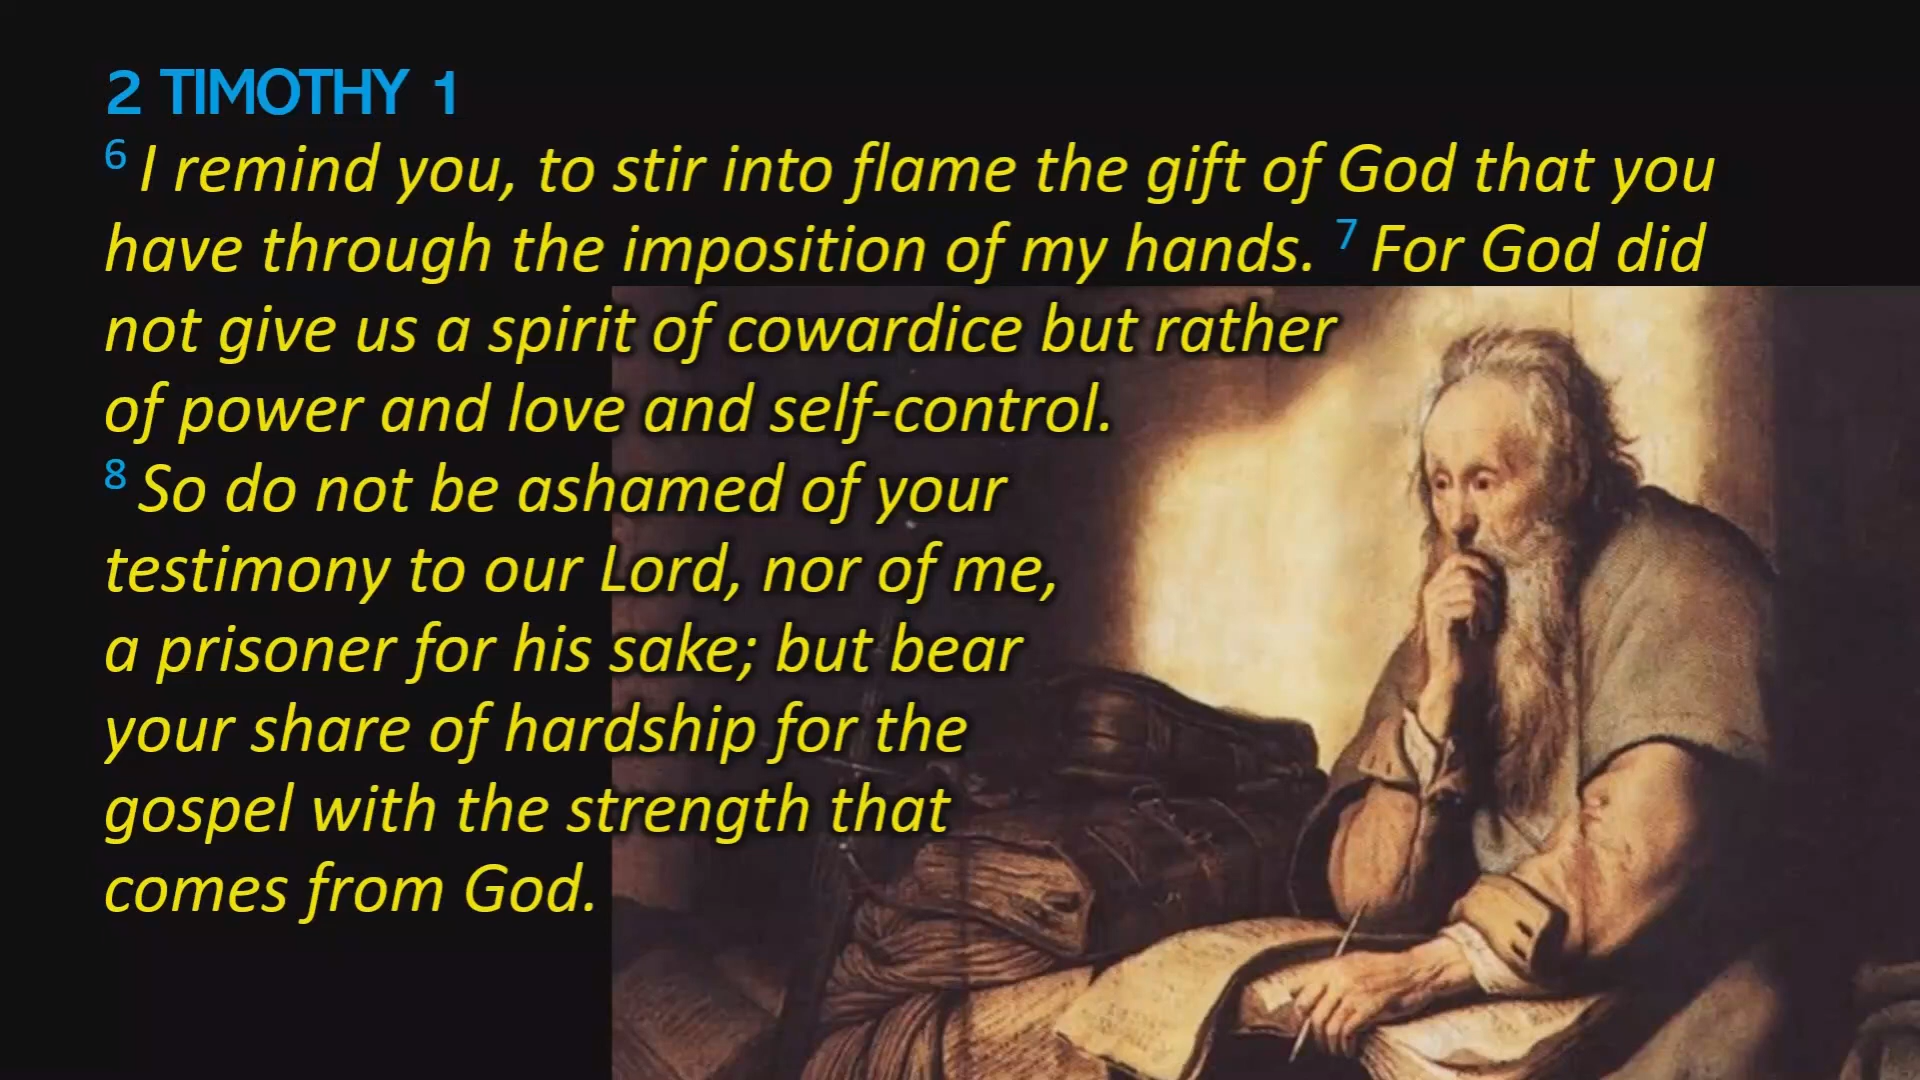 2 TIMOTHY 1
6 I remind you, to stir into flame the gift of God that you
have through the imposition of my hands. 7 For God did
not give us a spirit of cowardice but rather
of power and love and self-control.
8 So do not be ashamed of your
testimony to our Lord, nor of me,
a prisoner for his sake; but bear
your share of hardship for the
gospel with the strength that
comes from God.